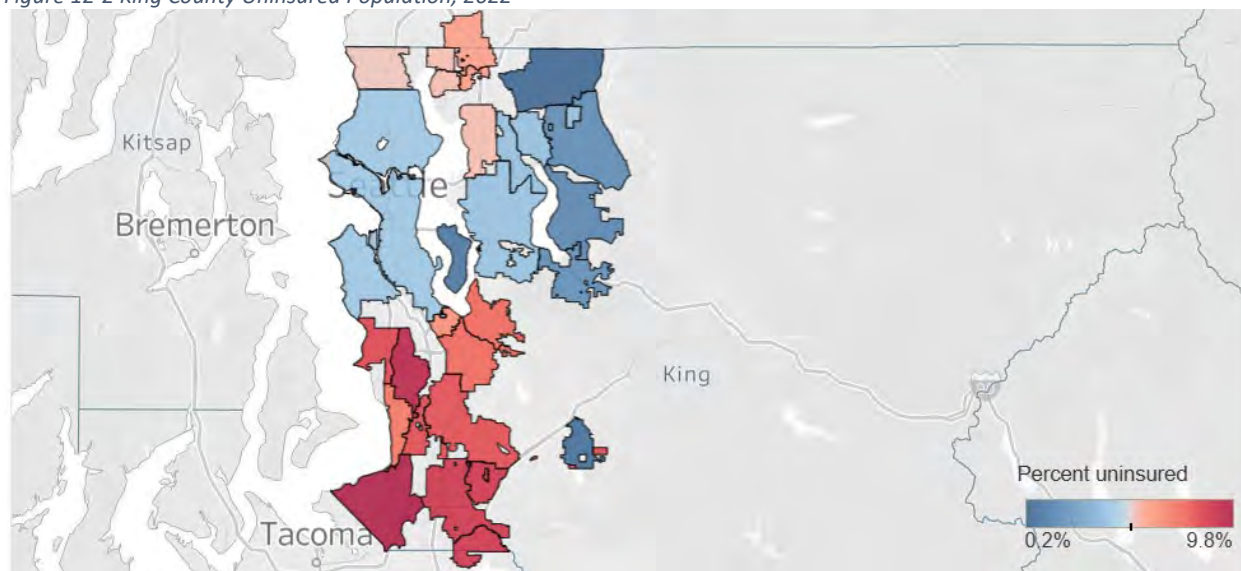 Figure 12-2 King County Uninsured Population, 2022
Kitsap
Seattle
Bremerton
King
Percent uninsured
0.2% 9.8%
Tacoma